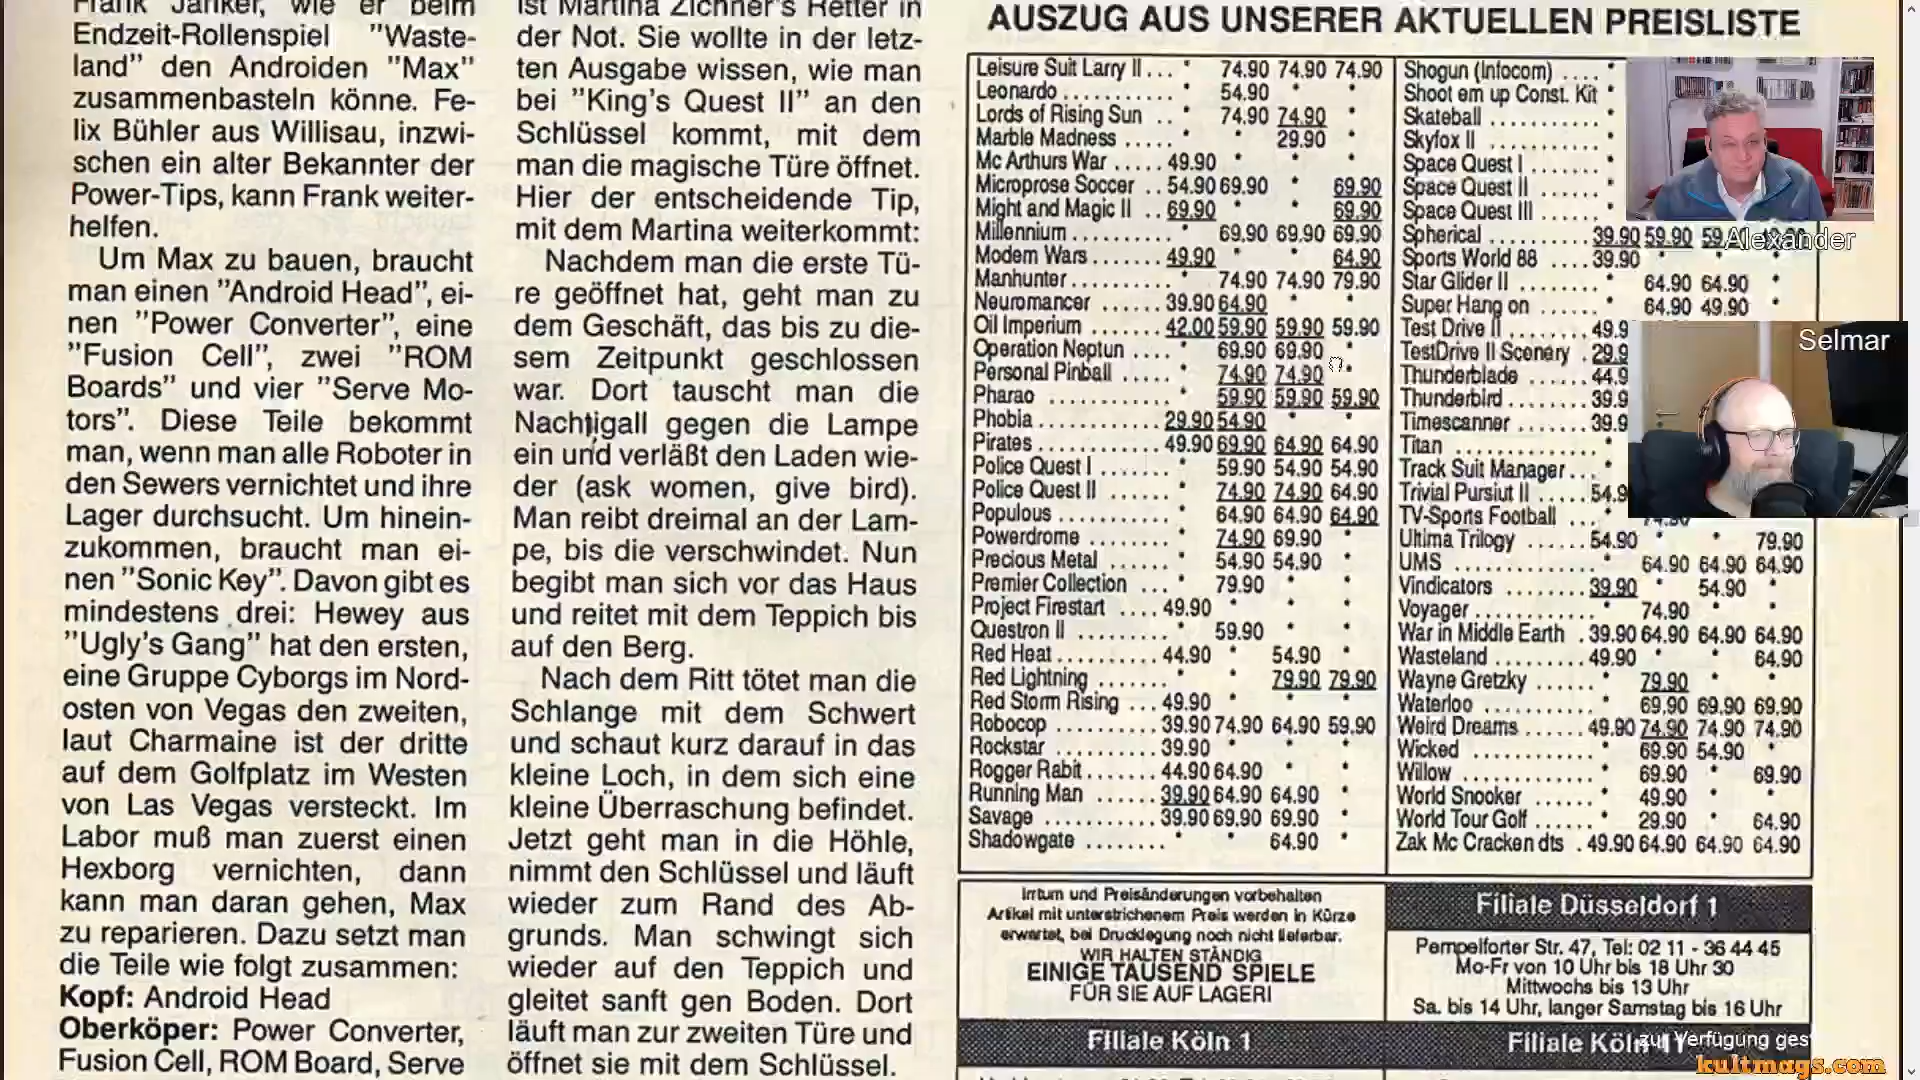 Frank Janker, wie er beim
Endzeit-Rollenspiel "Waste-
land" den Androiden "Max"
zusammenbasteln könne. Fe-
lix Bühler aus Willisau, inzwi-
schen ein alter Bekannter der
Power-Tips, kann Frank weiter-
helfen.
Um Max zu bauen, braucht
man einen "Android Head", ei-
nen "Power Converter", eine
"Fusion Cell", zwei "ROM
Boards" und vier "Serve Mo-
tors". Diese Teile bekommt
man, wenn man alle Roboter in
den Sewers vernichtet und ihre
Lager durchsucht. Um hinein-
zukommen, braucht man ei-
nen "Sonic Key". Davon gibt es
mindestens drei: Hewey aus
"Ugly's Gang" hat den ersten,
eine Gruppe Cyborgs im Nord-
osten von Vegas den zweiten,
laut Charmaine ist der dritte
auf dem Golfplatz im Westen
von Las Vegas versteckt. Im
Labor muß man zuerst einen
Hexborg vernichten, dann
kann man daran gehen, Max
zu reparieren. Dazu setzt man
die Teile wie folgt zusammen:
Kopf: Android Head
Oberköper: Power Converter,
Fusion Cell, ROM Board, Serve
ist Martina Zichner's Retter in
der Not. Sie wollte in der letz-
ten Ausgabe wissen, wie man
bei "King's Quest II" an den
Schlüssel kommt, mit dem
man die magische Türe öffnet.
Hier der entscheidende Tip,
mit dem Martina weiterkommt:
Nachdem man die erste Tü-
re geöffnet hat, geht man zu
dem Geschäft, das bis zu die-
sem Zeitpunkt geschlossen
war. Dort tauscht man die
Nachtigall gegen die Lampe
ein und verläßt den Laden wie-
der (ask women, give bird).
Man reibt dreimal an der Lam-
pe, bis die verschwindet. Nun
begibt man sich vor das Haus
und reitet mit dem Teppich bis
auf den Berg.
Nach dem Ritt tötet man die
Schlange mit dem Schwert
und schaut kurz darauf in das
kleine Loch, in dem sich eine
kleine Überraschung befindet.
Jetzt geht man in die Höhle,
nimmt den Schlüssel und läuft
wieder zum Rand des Ab-
grunds. Man schwingt sich
wieder auf den Teppich und
gleitet sanft gen Boden. Dort
läuft man zur zweiten Türe und
öffnet sie mit dem Schlüssel.
AUSZUG AUS UNSERER AKTUELLEN PREISLISTE
Leisure Suit Larry II ... * 74.90 74.90 74.90
Leonardo .......... * 54.90 * *
Lords of Rising Sun .. * 74.90 74.90 *
Marble Madness ..... * * 29.90 *
Mc Arthurs War .... 49.90 * * *
Microprose Soccer .. 54.90 69.90 * 69.90
Might and Magic II .. 69.90 * * 69.90
Millennium .......... * 69.90 69.90 69.90
Modem Wars ....... 49.90 * * 64.90
Manhunter ......... * 74.90 74.90 79.90
Neuromancer ...... 39.90 64.90 * *
Oil Imperium ....... 42.00 59.90 59.90 59.90
Operation Neptun .... * 69.90 69.90 *
Personal Pinball ..... * 74.90 74.90 *
Pharao ............ * 59.90 59.90 59.90
Phobia ............ 29.90 54.90 * *
Pirates ............ 49.90 69.90 64.90 64.90
Police Quest I ....... * 59.90 54.90 54.90
Police Quest II ...... * 74.90 74.90 64.90
Populous .......... * 64.90 64.90 64.90
Powerdrome ........ * 74.90 69.90 *
Precious Metal ...... * 54.90 54.90 *
Premier Collection ... * 79.90 * *
Project Firestart .... 49.90 * * *
Questron II ......... * 59.90 * *
Red Heat .......... 44.90 * 54.90 *
Red Lightning ....... * * 79.90 79.90
Red Storm Rising ... 49.90 * * *
Robocop .......... 39.90 74.90 64.90 59.90
Rockstar .......... 39.90 * * *
Rogger Rabit ....... 44.90 64.90 * *
Running Man ...... 39.90 64.90 64.90 *
Savage ........... 39.90 69.90 69.90 *
Shadowgate ........ * * 64.90 *
Shogun (Infocom) .... *
Shoot em up Const. Kit *
Skateball ........... *
Skyfox II ........... *
Space Quest I ....... *
Space Quest II ...... *
Space Quest III ..... *
Spherical ......... 39.90 59.90
Sports World 88 .... 39.90 * * *
Star Glider II ........ * 64.90 64.90 *
Super Hang on ...... * 64.90 49.90 *
Test Drive II
TestDrive II Scenery
Thunderblade
Thunderbird
Timescanner
Titan
Track Suit Manager ...
Trivial Pursiut II
TV-Sports Football ...
Ultima Trilogy ...... 54.90 * * 79.90
UMS .............. * 64.90 64.90 64.90
Vindicators ....... 39.90 * 54.90 *
Voyager ........... * 74.90 * *
War in Middle Earth . 39.90 64.90 64.90 64.90
Wasteland ........ 49.90 * * 64.90
Wayne Gretzky ...... * 79.90 * *
Waterloo ........... * 69.90 69.90 69.90
Weird Dreams ..... 49.90 74.90 74.90 74.90
Wicked ............ * 69.90 54.90 *
Willow ............. * 69.90 * 69.90
World Snooker ...... * 49.90 * *
World Tour Golf ...... * 29.90 * 64.90
Zak Mc Cracken dts . 49.90 64.90 64.90 64.90
Alexander
Selmar
Irrtum und Preisänderungen vorbehalten
Artikel mit unterstrichenem Preis werden in Kürze
erwartet, bei Drucklegung noch nicht lieferbar.
WIR HALTEN STÄNDIG
EINIGE TAUSEND SPIELE
FÜR SIE AUF LAGER!
Filiale Düsseldorf 1
Pempelforter Str. 47, Tel: 02 11 - 36 44 45
Mo-Fr von 10 Uhr bis 18 Uhr 30
Mittwochs bis 13 Uhr
Sa. bis 14 Uhr, langer Samstag bis 16 Uhr
Filiale Köln 1
Filiale Köln
zur Verfügung ges
kultmags.com